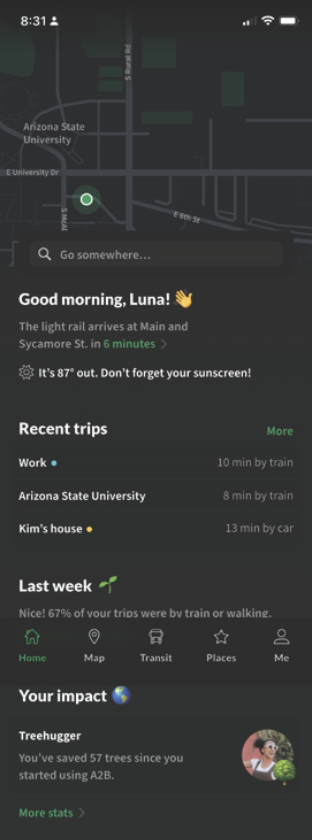 8:31
S Rural Rd
Arizona State
University
E University Dr
E 8th St
Go somewhere...
Good morning, Luna! 👋
The light rail arrives at Main and
Sycamore St. in 6 minutes >
It's 87° out. Don't forget your sunscreen!
Recent trips
More
Work
10 min by train
Arizona State University
8 min by train
Kim's house
13 min by car
Last week 🌱
Nice! 67% of your trips were by train or walking.
Home
Map
Transit
Places
Me
Your impact 🌎
Treehugger
You've saved 57 trees since you
started using A2B.
More stats >